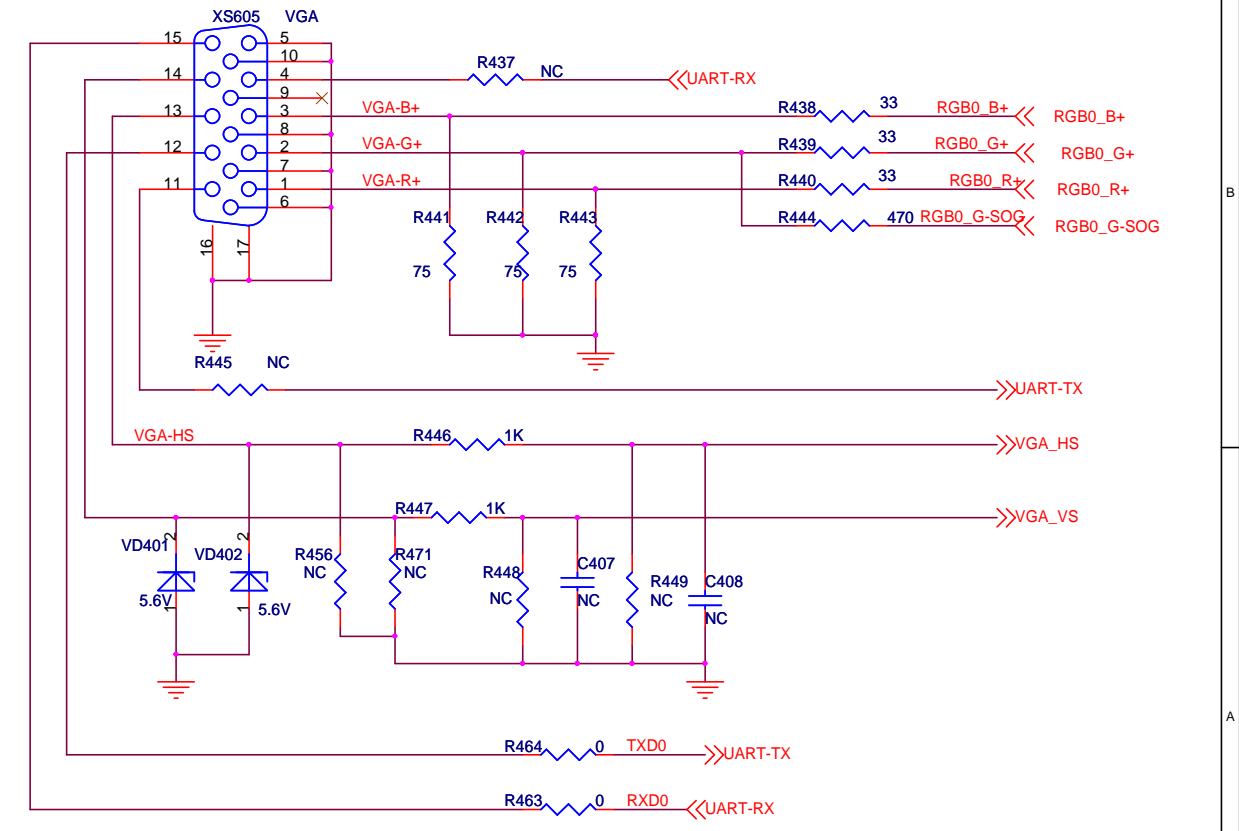 XS605 VGA
15 5
10
14 4 R437 NC UART-RX
9
13 3 VGA-B+ R438 33 RGB0_B+ RGB0_B+
8
12 2 VGA-G+ R439 33 RGB0_G+ RGB0_G+
7
11 1 VGA-R+ R440 33 RGB0_R+ RGB0_R+
B
6
R441 R442 R443 R444 470 RGB0_G-SOG RGB0_G-SOG
16 17
75 75 75
R445 NC
UART-TX
VGA-HS R446 1K VGA_HS
R447 1K VGA_VS
2 2
VD401 VD402 R456 R471
NC NC R448 C407 R449 C408
5.6V 1 1 5.6V NC NC NC NC
A
R464 0 TXD0 UART-TX
R463 0 RXD0 UART-RX